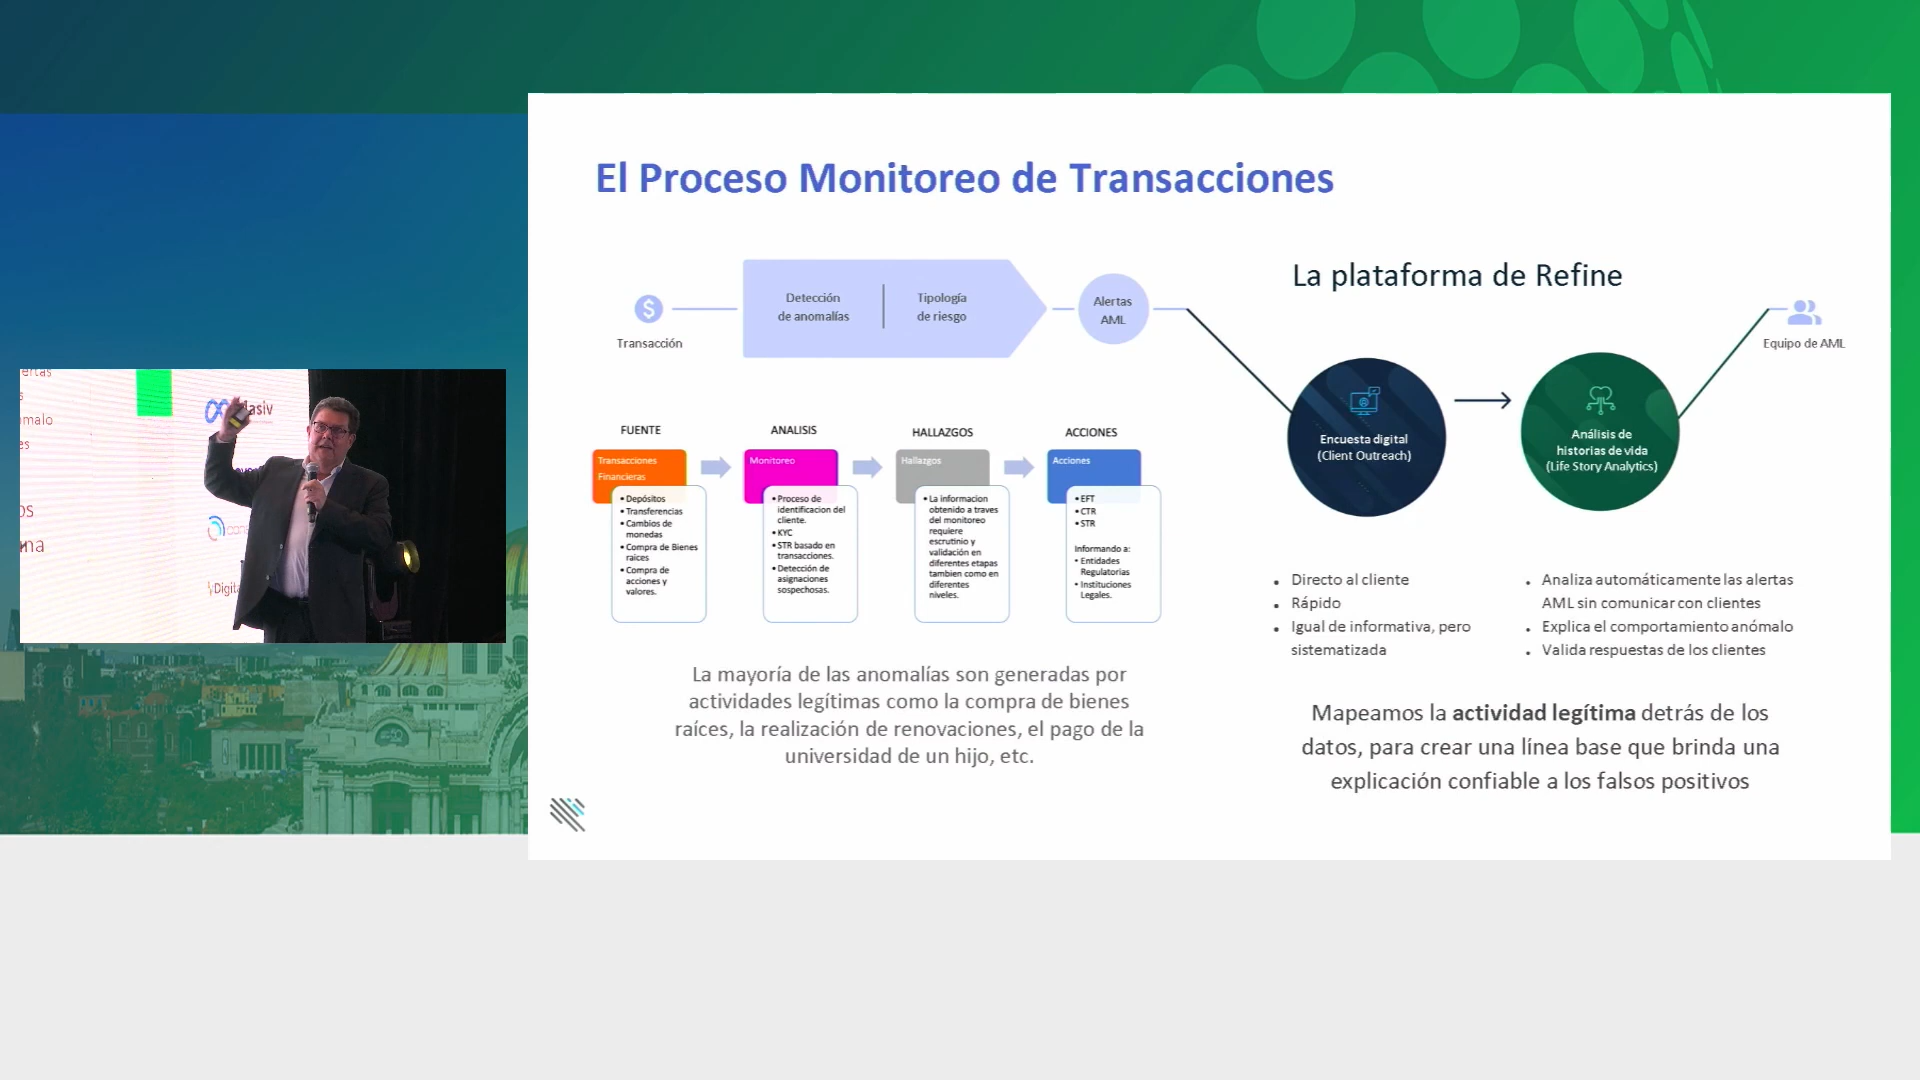 El Proceso Monitoreo de Transacciones
Transacción
Detección
de anomalías
Tipología
de riesgo
Alertas
AML
La plataforma de Refine
Equipo de AML
Encuesta digital
(Client Outreach)
Análisis de
historias de vida
(Life Story Analytics)
FUENTE
ANALISIS
HALLAZGOS
ACCIONES
Transacciones
Financieras
• Depósitos
• Transferencias
• Cambios de
monedas
• Compra de Bienes
raices
• Compra de
acciones y
valores.
Monitoreo
• Proceso de
identificacion del
cliente.
• KYC
• STR basado en
transacciones.
• Detección de
asignaciones
sospechosas.
Hallazgos
• La informacion
obtenido a traves
del monitoreo
requiere
escrutinio y
validación en
diferentes etapas
tambien como en
diferentes
niveles.
Acciones
• EFT
• CTR
• STR
Informando a:
• Entidades
Regulatorias
• Instituciones
Legales.
• Directo al cliente
• Rápido
• Igual de informativa, pero
sistematizada
• Analiza automáticamente las alertas
AML sin comunicar con clientes
• Explica el comportamiento anómalo
• Valida respuestas de los clientes
La mayoría de las anomalías son generadas por
actividades legítimas como la compra de bienes
raíces, la realización de renovaciones, el pago de la
universidad de un hijo, etc.
Mapeamos la actividad legítima detrás de los
datos, para crear una línea base que brinda una
explicación confiable a los falsos positivos